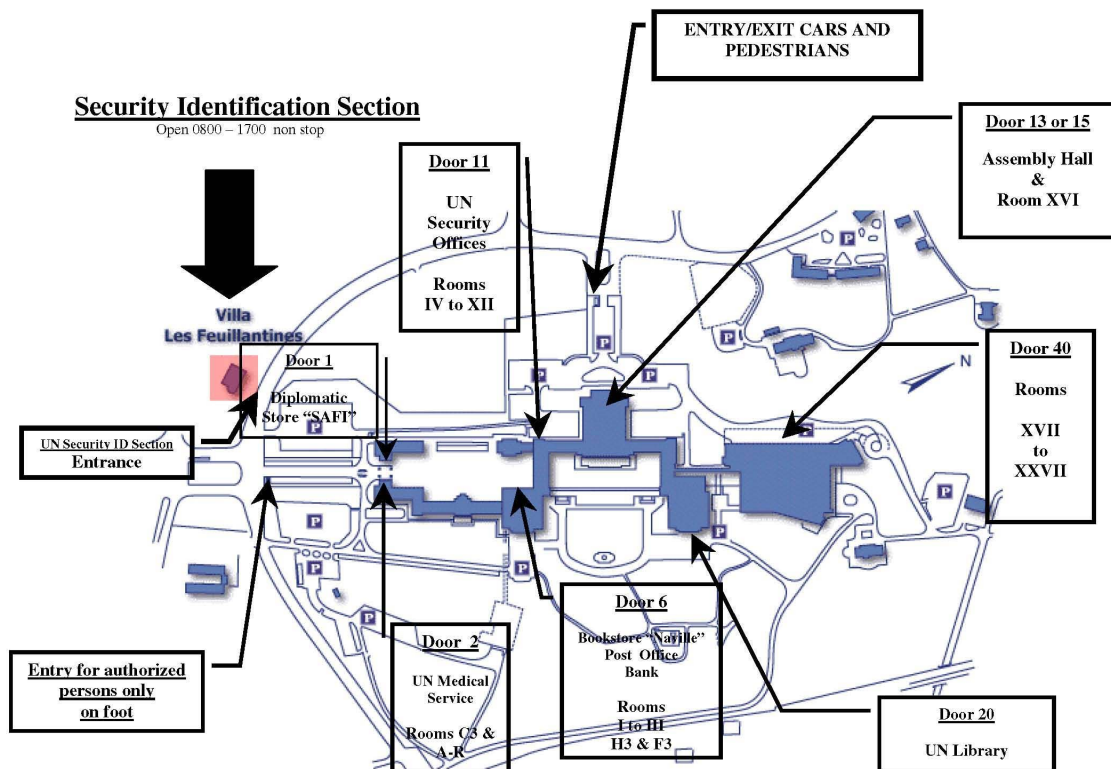 ENTRY/EXIT CARS AND
PEDESTRIANS
Security Identification Section
Open 0800 – 1700 non stop
Door 13 or 15
Assembly Hall
&
Room XVI
Door 11
UN
Security
Offices
Rooms
IV to XII
Villa
Les Feuillantines
Door 1
Diplomatic
Store “SAFI”
N
Door 40
Rooms
XVII
to
XXVII
UN Security ID Section
Entrance
P
P
P
P
P
P
P
P
P
P
P
P
P
P
Entry for authorized
persons only
on foot
Door 2
UN Medical
Service
Rooms C3 &
A-R
Door 6
Bookstore “Naville”
Post Office
Bank
Rooms
I to III
H3 & F3
Door 20
UN Library